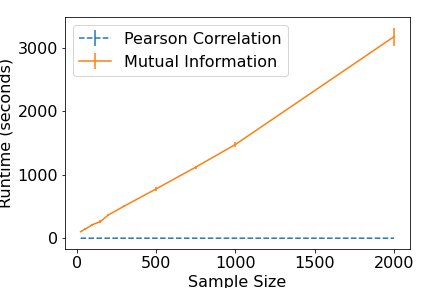 Pearson Correlation
Mutual Information
Runtime (seconds)
3000
2000
1000
0
0 500 1000 1500 2000
Sample Size